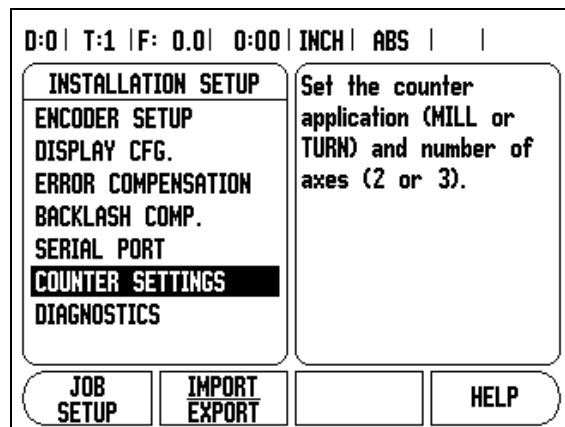 D:0| T:1 |F: 0.0| 0:00| INCH| ABS | |
INSTALLATION SETUP
ENCODER SETUP
DISPLAY CFG.
ERROR COMPENSATION
BACKLASH COMP.
SERIAL PORT
COUNTER SETTINGS
DIAGNOSTICS
Set the counter
application (MILL or
TURN) and number of
axes (2 or 3).
JOB
SETUP
IMPORT
EXPORT
HELP